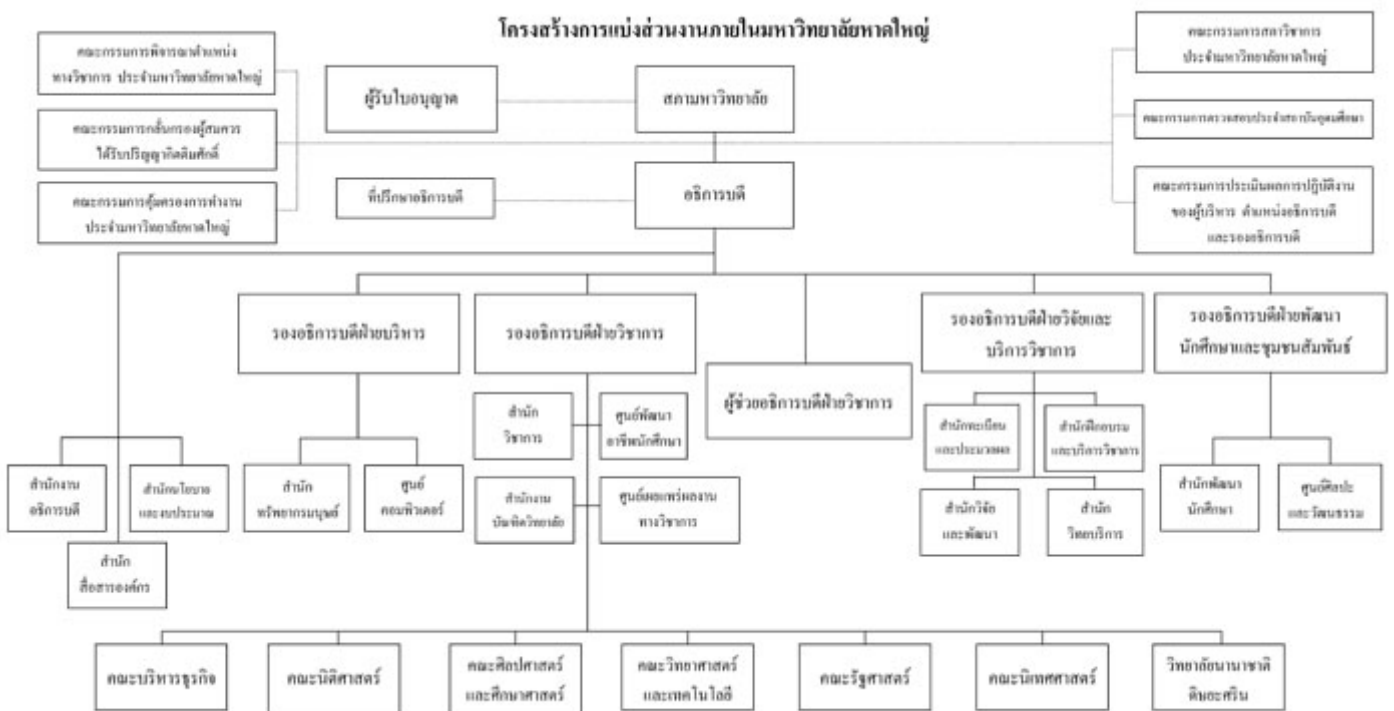 โครงสร้างการแบ่งส่วนงานภายในมหาวิทยาลัยหาดใหญ่
คณะกรรมการพิจารณาตำแหน่ง
ทางวิชาการ ประจำมหาวิทยาลัยหาดใหญ่
คณะกรรมการกลั่นกรองผู้สมควร
ได้รับปริญญากิตติมศักดิ์
คณะกรรมการคุ้มครองการทำงาน
ประจำมหาวิทยาลัยหาดใหญ่
ผู้รับใบอนุญาต
สภามหาวิทยาลัย
คณะกรรมการสภาวิชาการ
ประจำมหาวิทยาลัยหาดใหญ่
คณะกรรมการตรวจสอบประจำสถาบันอุดมศึกษา
คณะกรรมการประเมินผลการปฏิบัติงาน
ของผู้บริหาร ตำแหน่งอธิการบดี
และรองอธิการบดี
ที่ปรึกษาอธิการบดี
อธิการบดี
รองอธิการบดีฝ่ายบริหาร
รองอธิการบดีฝ่ายวิชาการ
ผู้ช่วยอธิการบดีฝ่ายวิชาการ
รองอธิการบดีฝ่ายวิจัยและ
บริการวิชาการ
รองอธิการบดีฝ่ายพัฒนา
นักศึกษาและชุมชนสัมพันธ์
สำนักงาน
อธิการบดี
สำนักนโยบาย
และงบประมาณ
สำนัก
สื่อสารองค์กร
สำนัก
ทรัพยากรมนุษย์
ศูนย์
คอมพิวเตอร์
สำนัก
วิชาการ
ศูนย์พัฒนา
อาชีพนักศึกษา
สำนักงาน
บัณฑิตวิทยาลัย
ศูนย์เผยแพร่ผลงาน
ทางวิชาการ
สำนักทะเบียน
และประมวลผล
สำนักฝึกอบรม
และบริการวิชาการ
สำนักวิจัย
และพัฒนา
สำนัก
วิทยบริการ
สำนักพัฒนา
นักศึกษา
ศูนย์ศิลปะ
และวัฒนธรรม
คณะบริหารธุรกิจ
คณะนิติศาสตร์
คณะศิลปศาสตร์
และศึกษาศาสตร์
คณะวิทยาศาสตร์
และเทคโนโลยี
คณะรัฐศาสตร์
คณะนิเทศศาสตร์
วิทยาลัยนานาชาติ
ดิษยะศริน